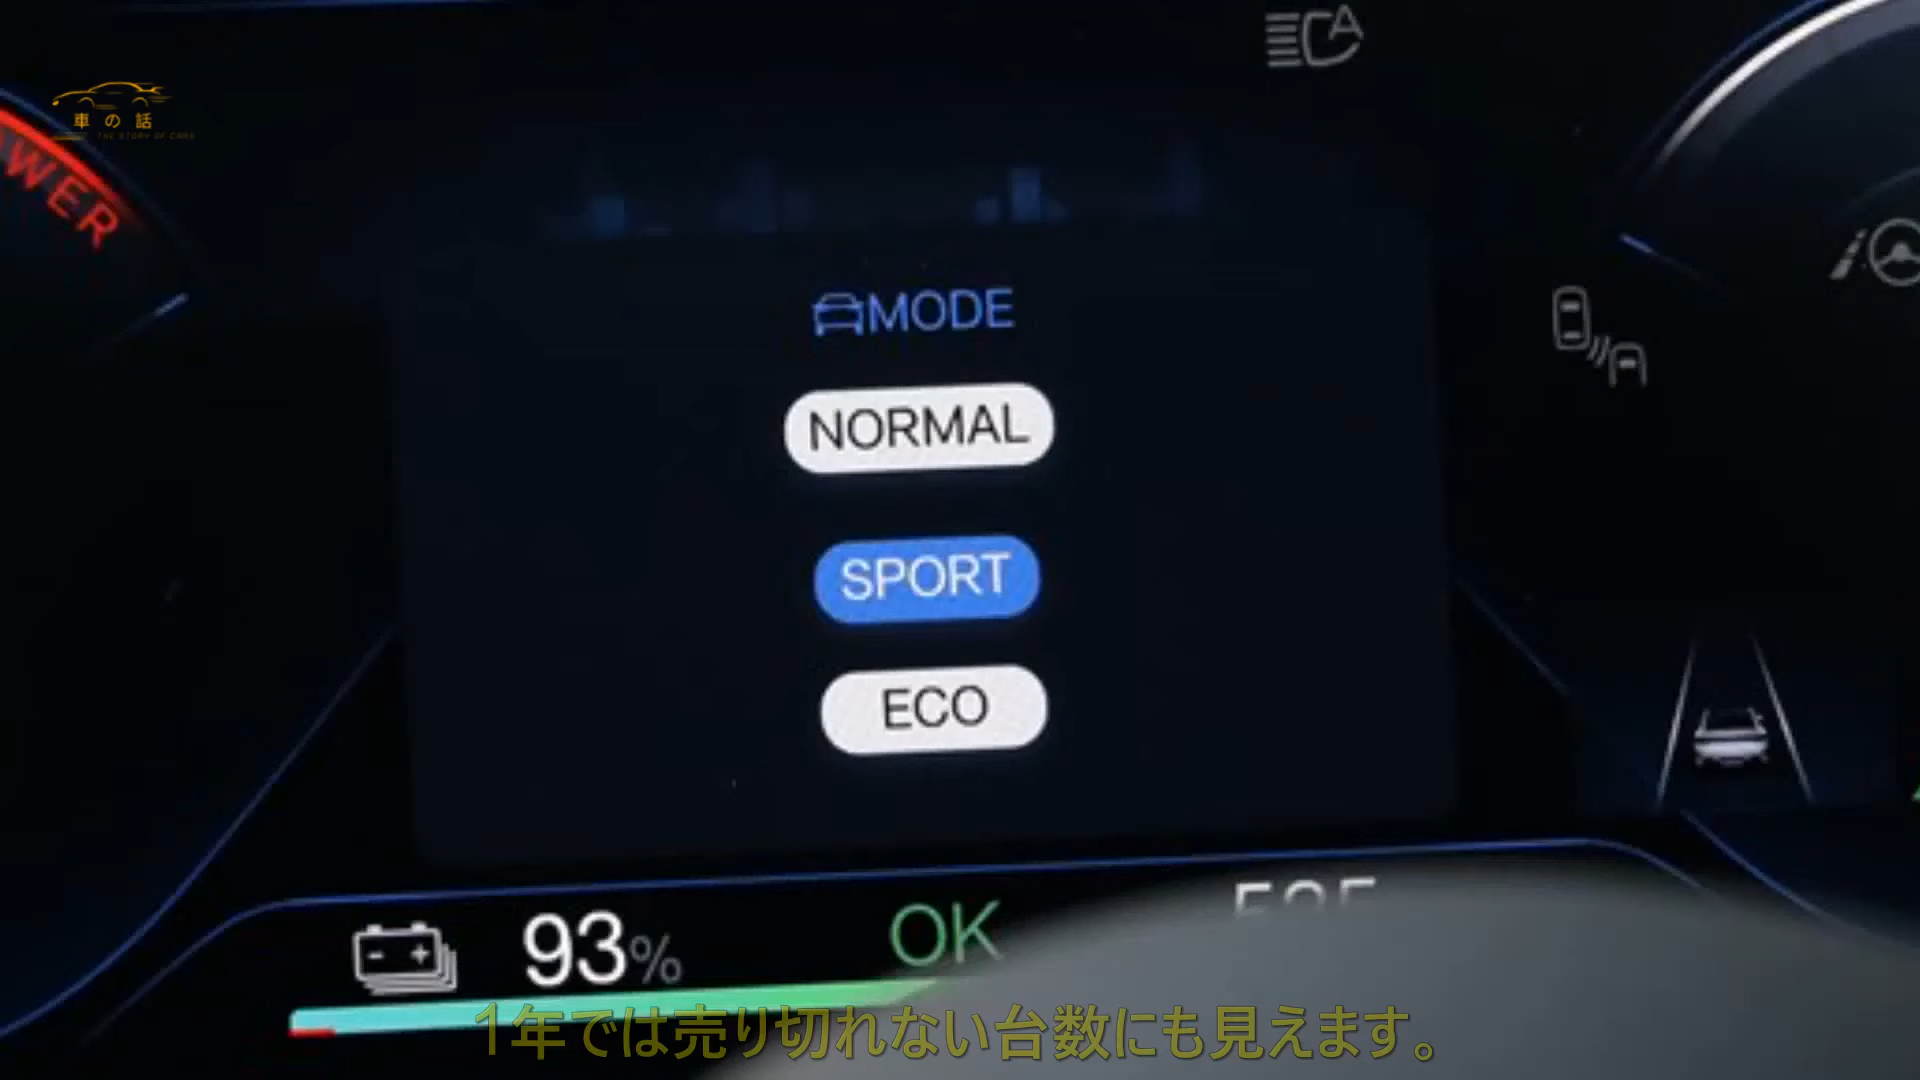 車の話
THE STORY OF CARS
OWER
A
MODE
NORMAL
SPORT
ECO
93%
OK
1年では売り切れない台数にも見えます。